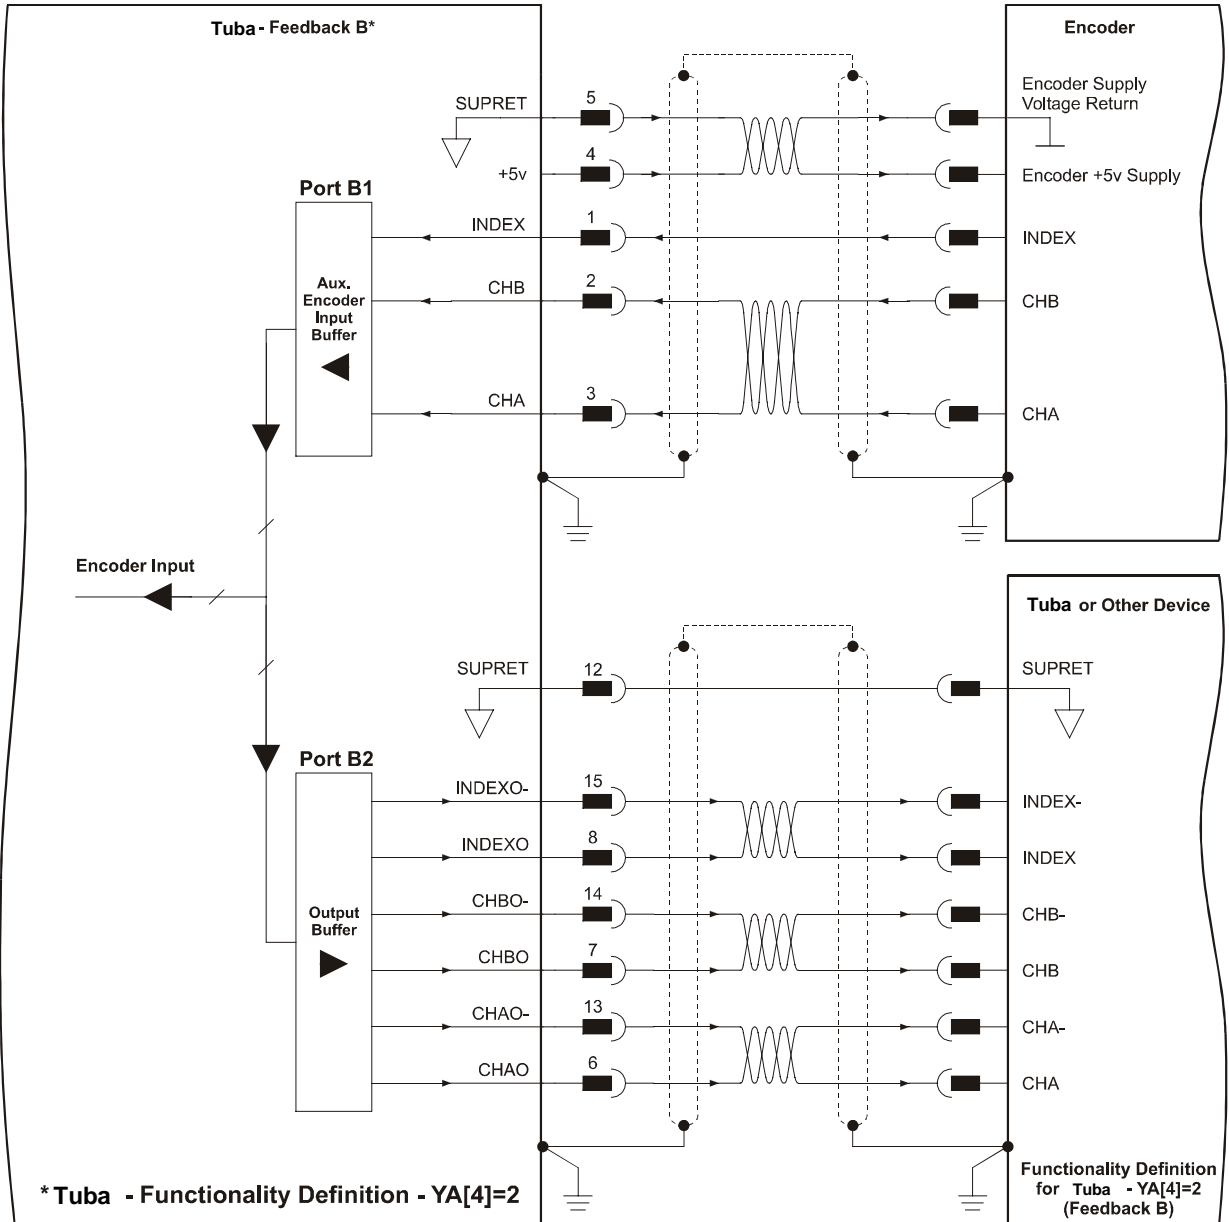 Tuba - Feedback B*
Encoder
SUPRET
5
Encoder Supply
Voltage Return
+5v
4
Encoder +5v Supply
Port B1
INDEX
1
INDEX
Aux.
Encoder
Input
Buffer
CHB
2
CHB
CHA
3
CHA
Encoder Input
Tuba or Other Device
SUPRET
12
SUPRET
Port B2
INDEXO-
15
INDEX-
INDEXO
8
INDEX
Output
Buffer
CHBO-
14
CHB-
CHBO
7
CHB
CHAO-
13
CHA-
CHAO
6
CHA
* Tuba - Functionality Definition - YA[4]=2
Functionality Definition
for Tuba - YA[4]=2
(Feedback B)